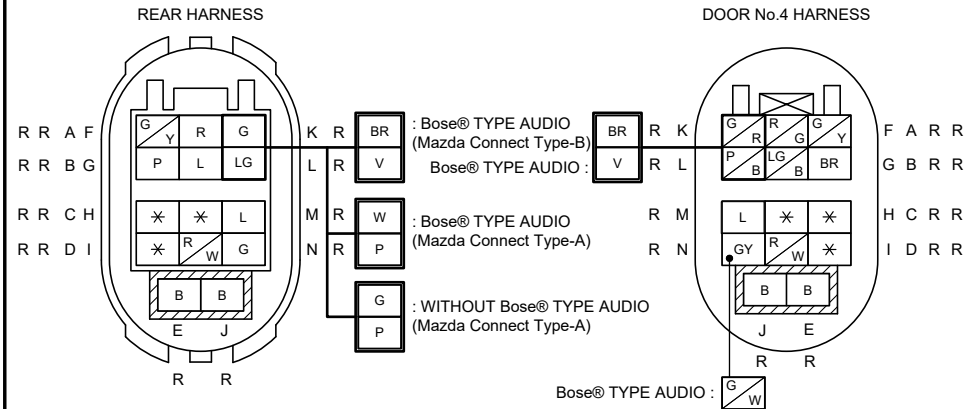 REAR HARNESS DOOR No.4 HARNESS
R R A F G Y R G K R BR : Bose® TYPE AUDIO BR R K G R R G G Y F A R R
(Mazda Connect Type-B)
R R B G P L LG L R V Bose® TYPE AUDIO : V R L P B LG B BR G B R R
R R C H * * L M R W : Bose® TYPE AUDIO R M L * * H C R R
(Mazda Connect Type-A)
R R D I * R W G N R P R N GY R W * I D R R
B B G : WITHOUT Bose® TYPE AUDIO B B
(Mazda Connect Type-A)
E J P J E
R R R R
Bose® TYPE AUDIO : G W